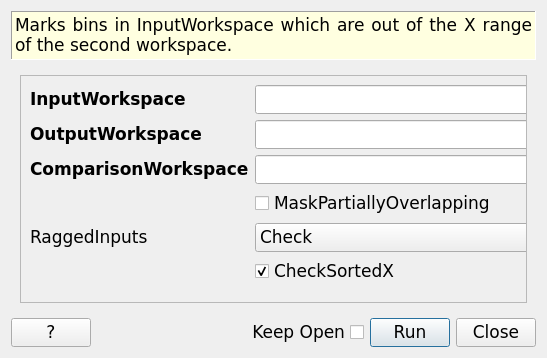 Marks bins in InputWorkspace which are out of the X range
of the second workspace.
InputWorkspace
OutputWorkspace
ComparisonWorkspace
MaskPartiallyOverlapping
RaggedInputs Check
CheckSortedX
? Keep Open Run Close